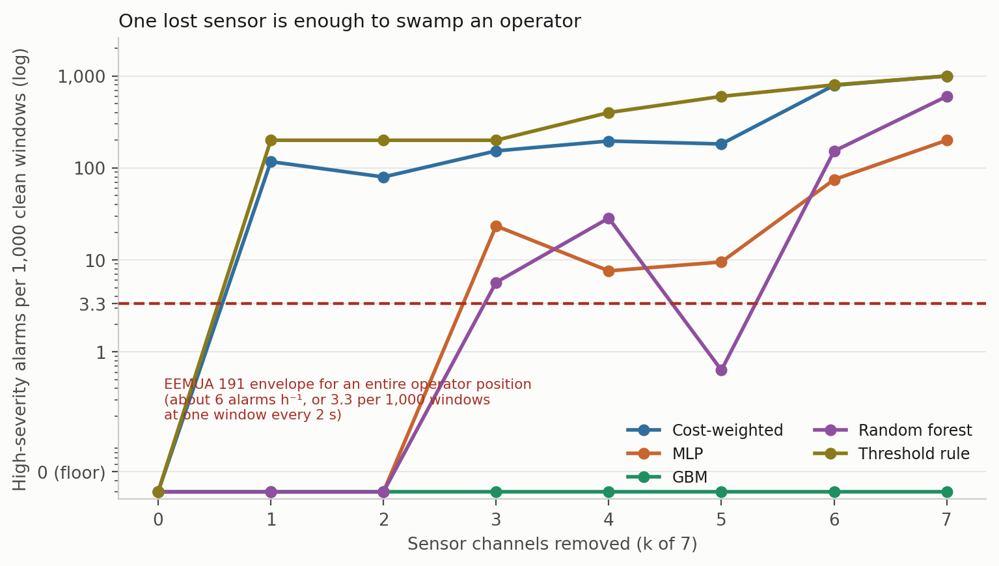 One lost sensor is enough to swamp an operator
High-severity alarms per 1,000 clean windows (log)
1,000
100
10
3.3
1
0 (floor)
EEMUA 191 envelope for an entire operator position
(about 6 alarms h⁻¹, or 3.3 per 1,000 windows
at one window every 2 s)
Cost-weighted
MLP
GBM
Random forest
Threshold rule
0 1 2 3 4 5 6 7
Sensor channels removed (k of 7)